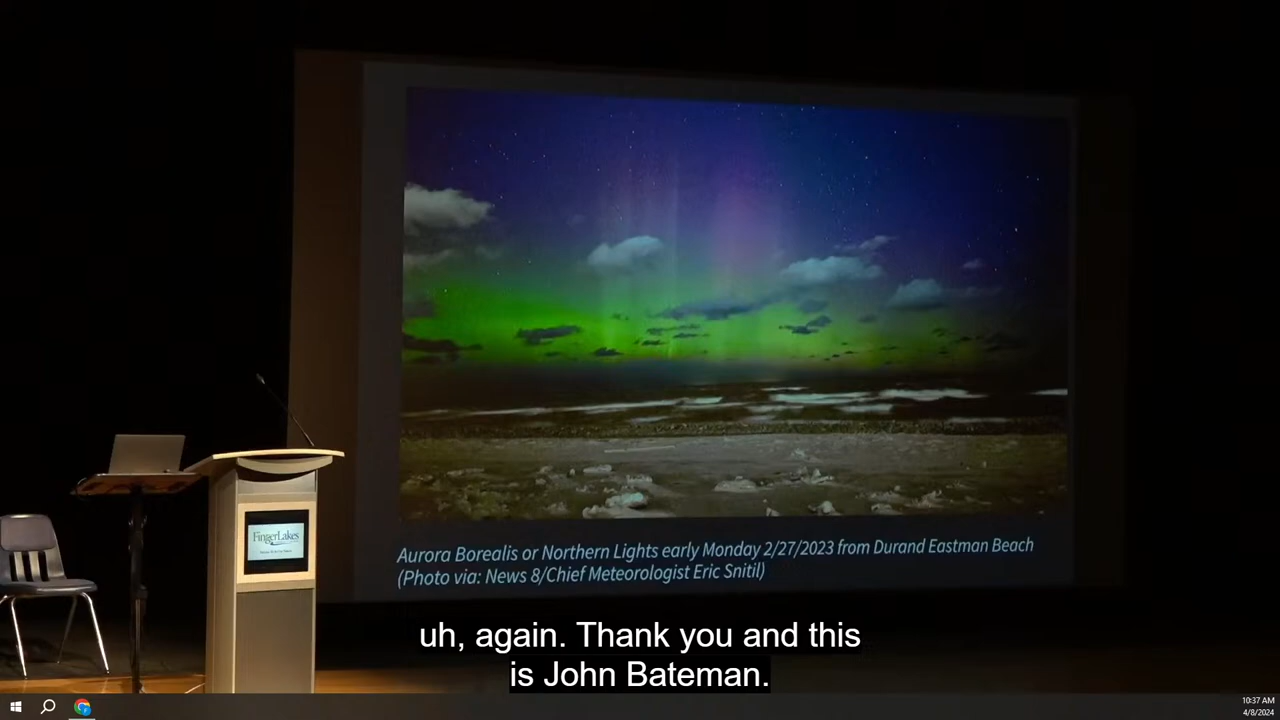 FingerLakes
Aurora Borealis or Northern Lights early Monday 2/27/2023 from Durand Eastman Beach
(Photo via: News 8/Chief Meteorologist Eric Snitil)
uh, again. Thank you and this
is John Bateman.
10:37 AM
4/8/2024